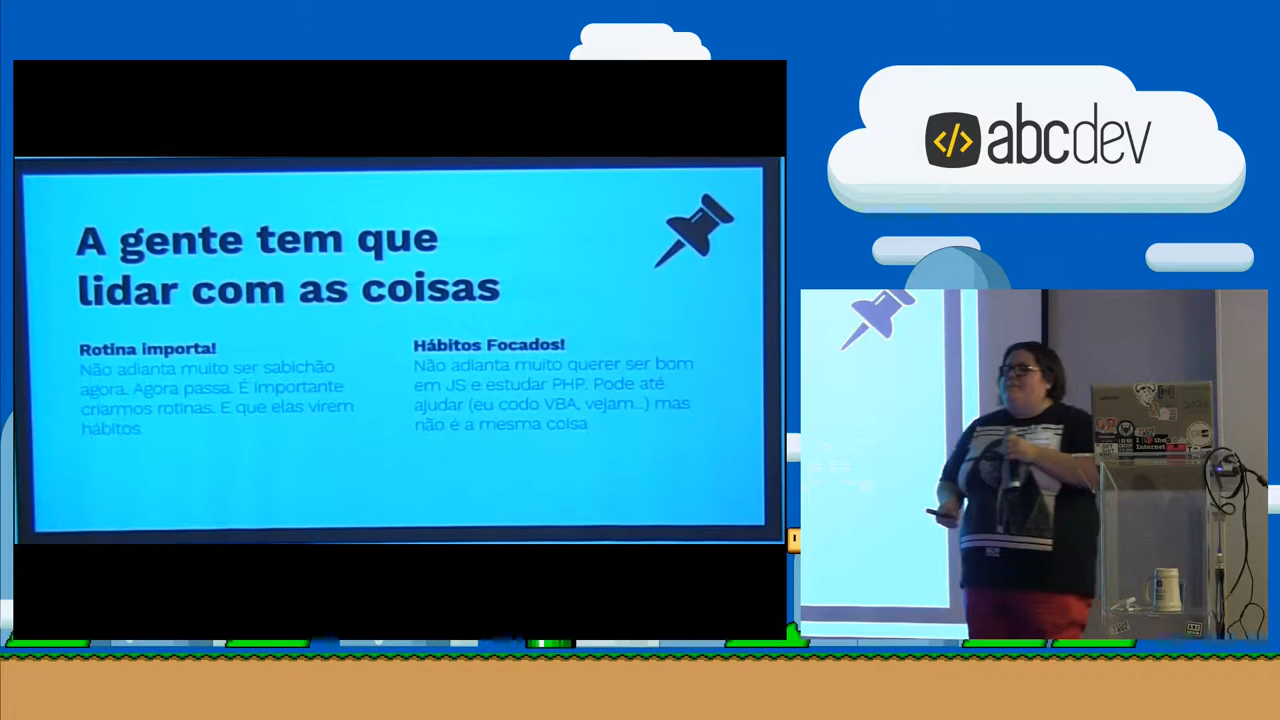 A gente tem que
lidar com as coisas
Rotina importa!
Não adianta muito ser sabichão
agora. Agora passa. É importante
criarmos rotinas. E que elas virem
hábitos
Hábitos Focados!
Não adianta muito querer ser bom
em JS e estudar PHP. Pode até
ajudar (eu codo VBA, vejam...) mas
não é a mesma coisa
</> abcdev
Internet